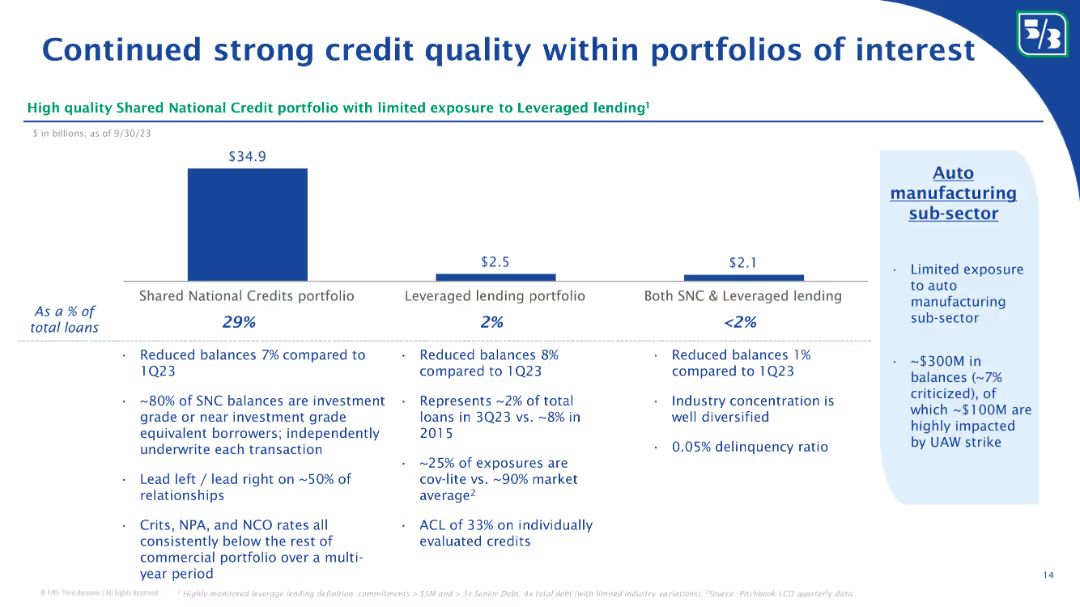 Continued strong credit quality within portfolios of interest
5/3
High quality Shared National Credit portfolio with limited exposure to Leveraged lending¹
$ in billions; as of 9/30/23
$34.9
$2.5
$2.1
Shared National Credits portfolio
Leveraged lending portfolio
Both SNC & Leveraged lending
As a % of
total loans
29%
2%
<2%
· Reduced balances 7% compared to
1Q23
· ~80% of SNC balances are investment
grade or near investment grade
equivalent borrowers; independently
underwrite each transaction
· Lead left / lead right on ~50% of
relationships
· Crits, NPA, and NCO rates all
consistently below the rest of
commercial portfolio over a multi-
year period
· Reduced balances 8%
compared to 1Q23
· Represents ~2% of total
loans in 3Q23 vs. ~8% in
2015
· ~25% of exposures are
cov-lite vs. ~90% market
average²
· ACL of 33% on individually
evaluated credits
· Reduced balances 1%
compared to 1Q23
· Industry concentration is
well diversified
· 0.05% delinquency ratio
Auto
manufacturing
sub-sector
· Limited exposure
to auto
manufacturing
sub-sector
· ~$300M in
balances (~7%
criticized), of
which ~$100M are
highly impacted
by UAW strike
© Fifth Third Bancorp | All Rights Reserved
¹ Highly monitored leverage lending definition: commitments > $5M and > 3x Senior Debt, 4x total debt (with limited industry variations); ²Source: Pitchbook LCD quarterly data
14